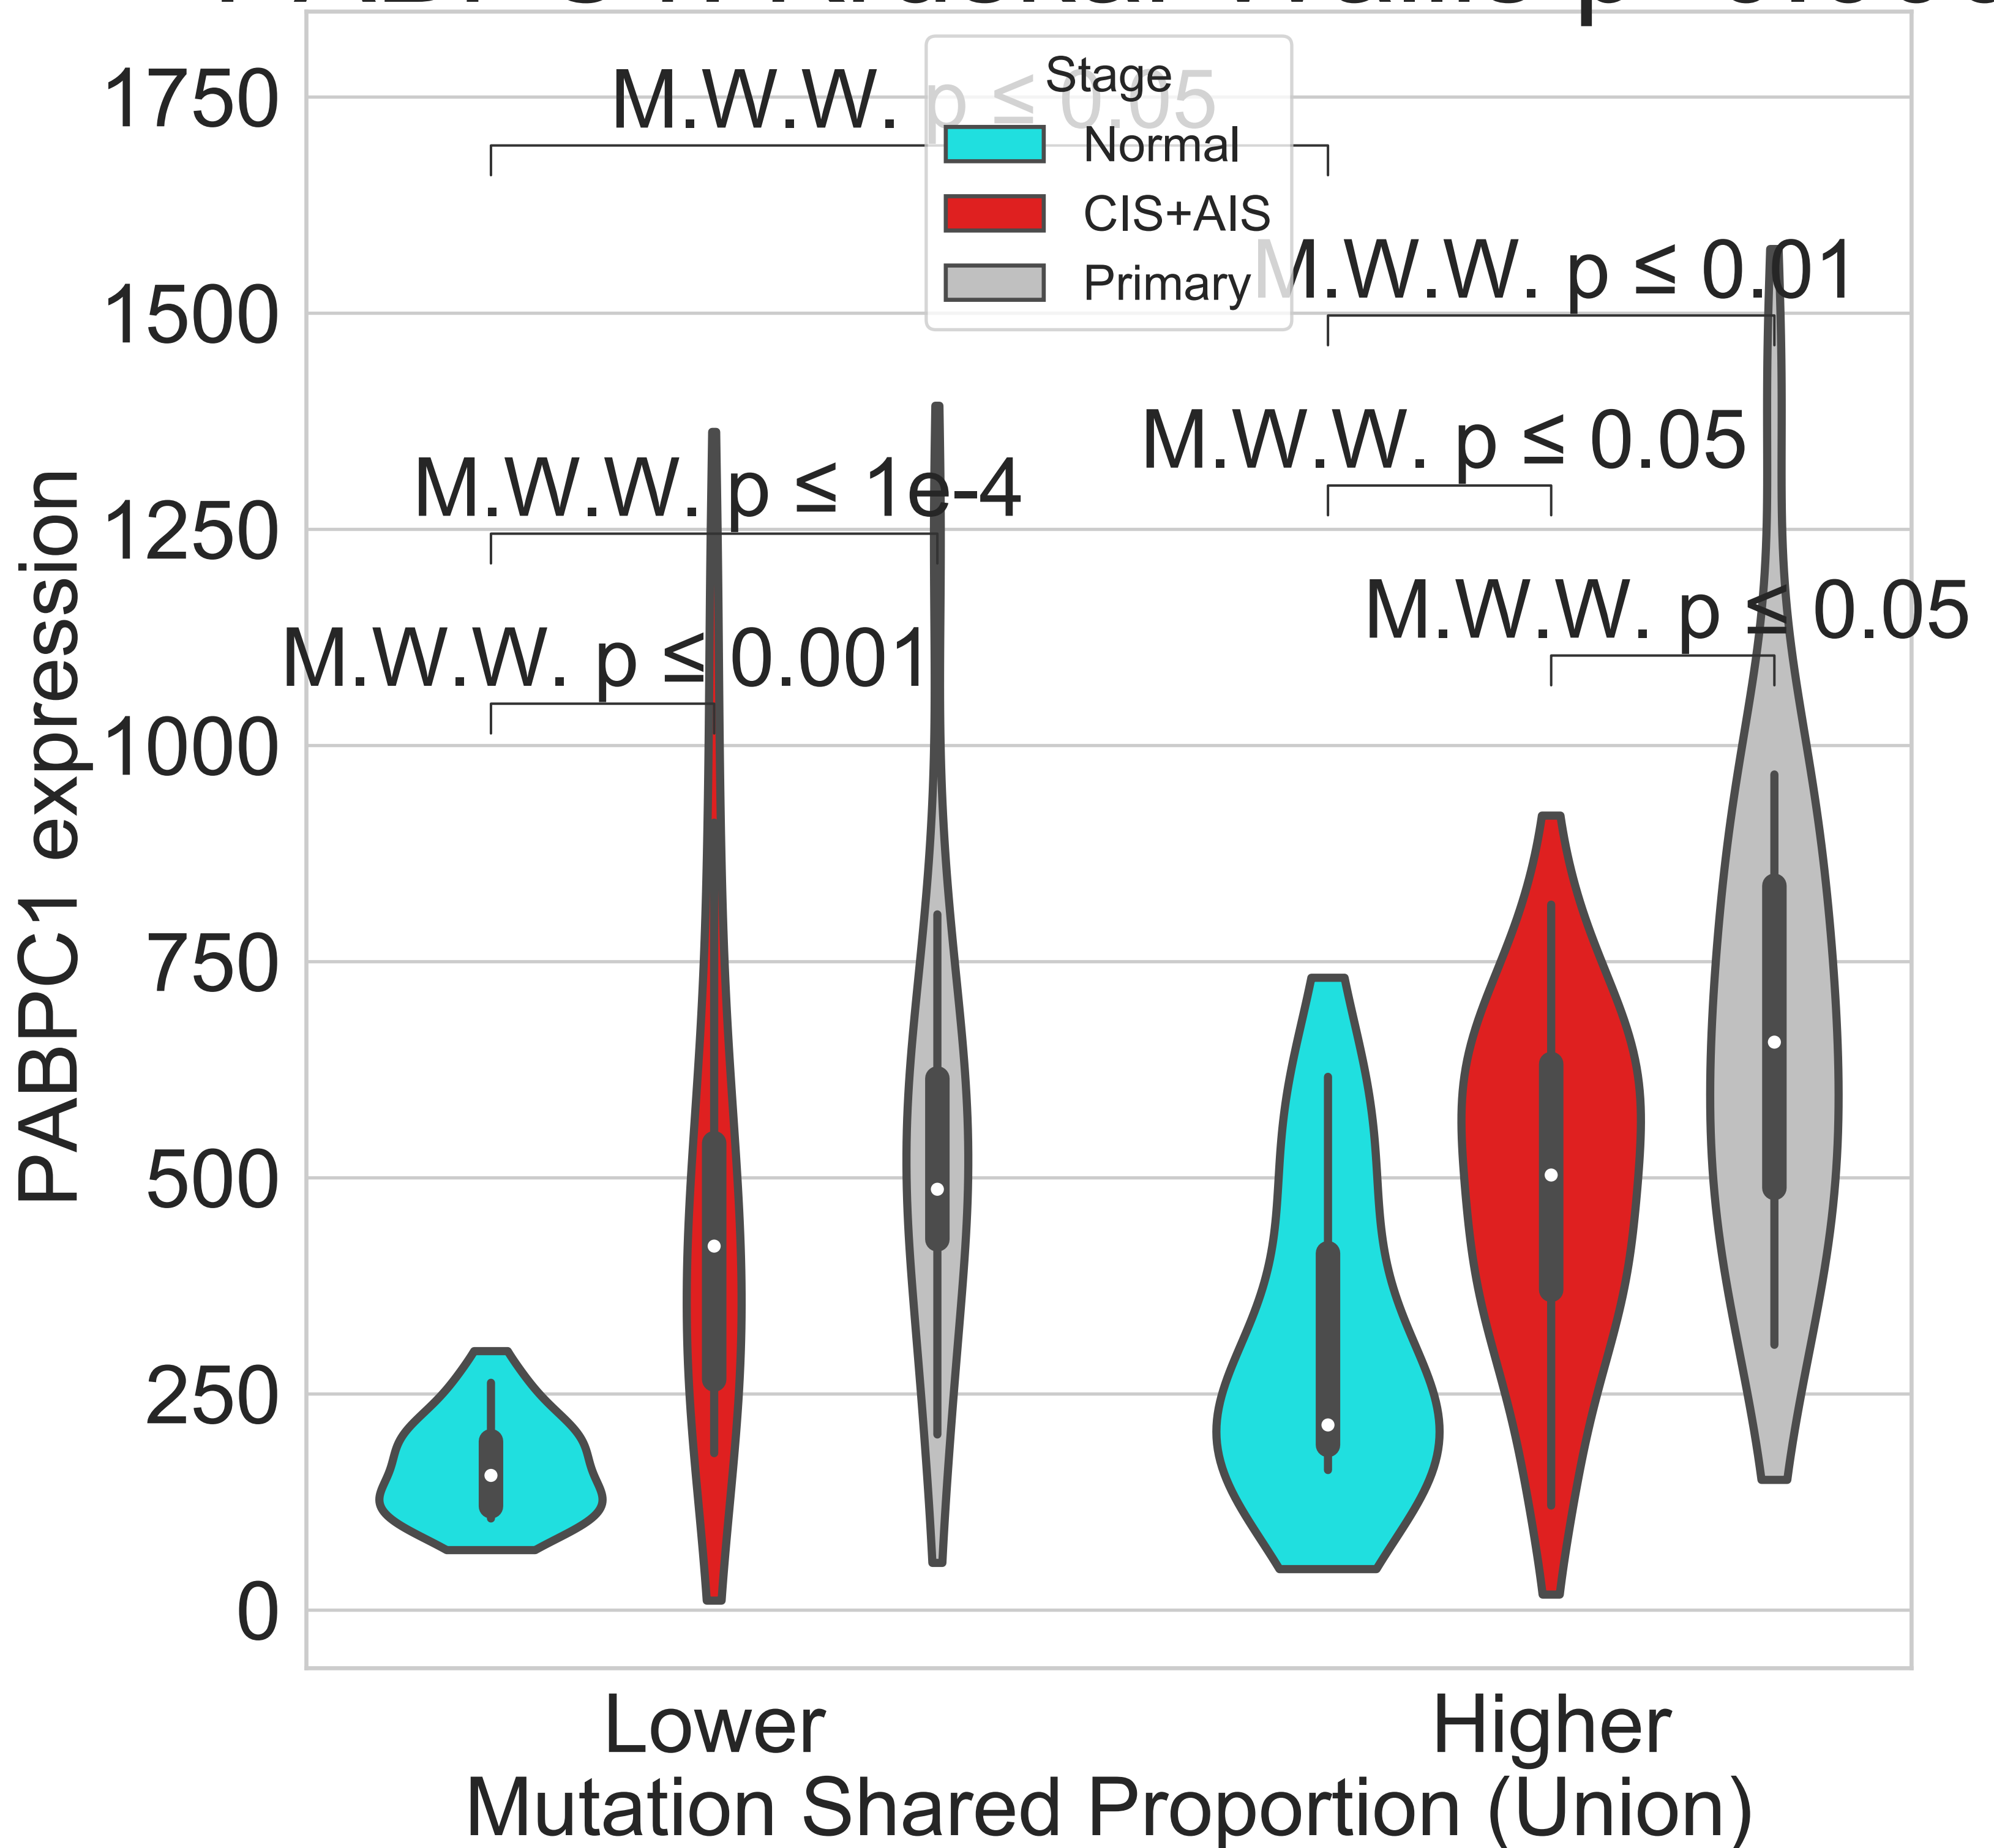 1750
1500
1250
1000
750
500
250
0
PABPC1 expression
M.W.W. p ≤ 0.05
Stage
Normal
CIS+AIS
Primary
M.W.W. p ≤ 0.01
M.W.W. p ≤ 0.05
M.W.W. p ≤ 1e-4
M.W.W. p ≤ 0.05
M.W.W. p ≤ 0.001
Lower
Higher
Mutation Shared Proportion (Union)